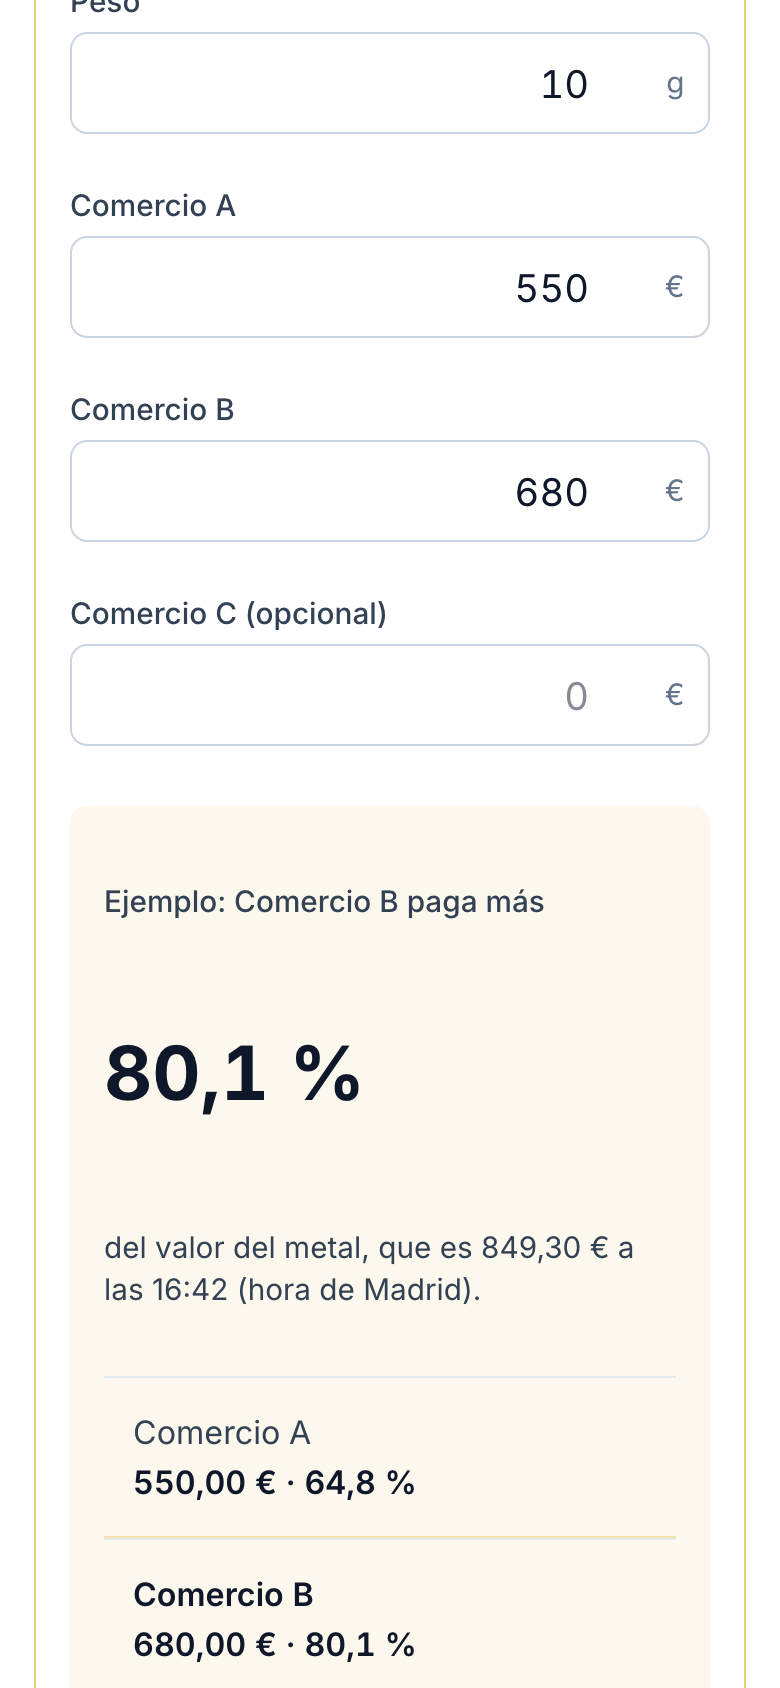 Peso
10 g
Comercio A
550 €
Comercio B
680 €
Comercio C (opcional)
0 €
Ejemplo: Comercio B paga más
80,1 %
del valor del metal, que es 849,30 € a
las 16:42 (hora de Madrid).
Comercio A
550,00 € · 64,8 %
Comercio B
680,00 € · 80,1 %